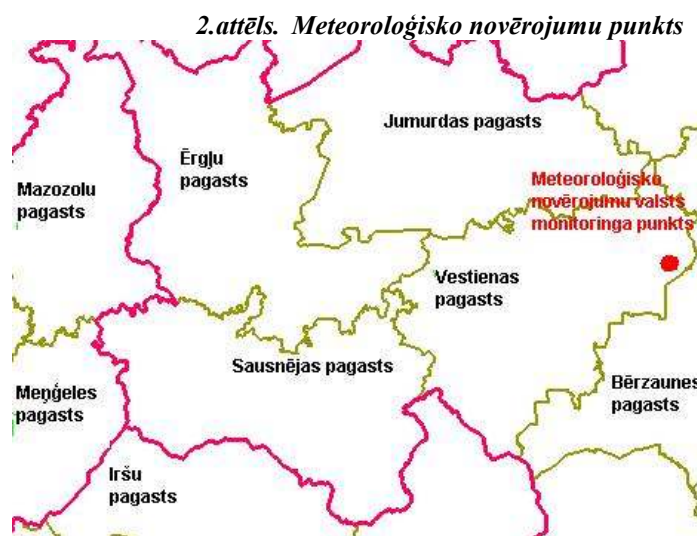 2.attēls. Meteoroloģisko novērojumu punkts
Jumurdas pagasts
Ērgļu
pagasts
Mazozolu
pagasts
Meteoroloģisko
novērojumu valsts
monitoringa punkts
Vestienas
pagasts
Sausnējas pagasts
Meņģeles
pagasts
Bērzaunes
pagasts
Iršu
pagasts